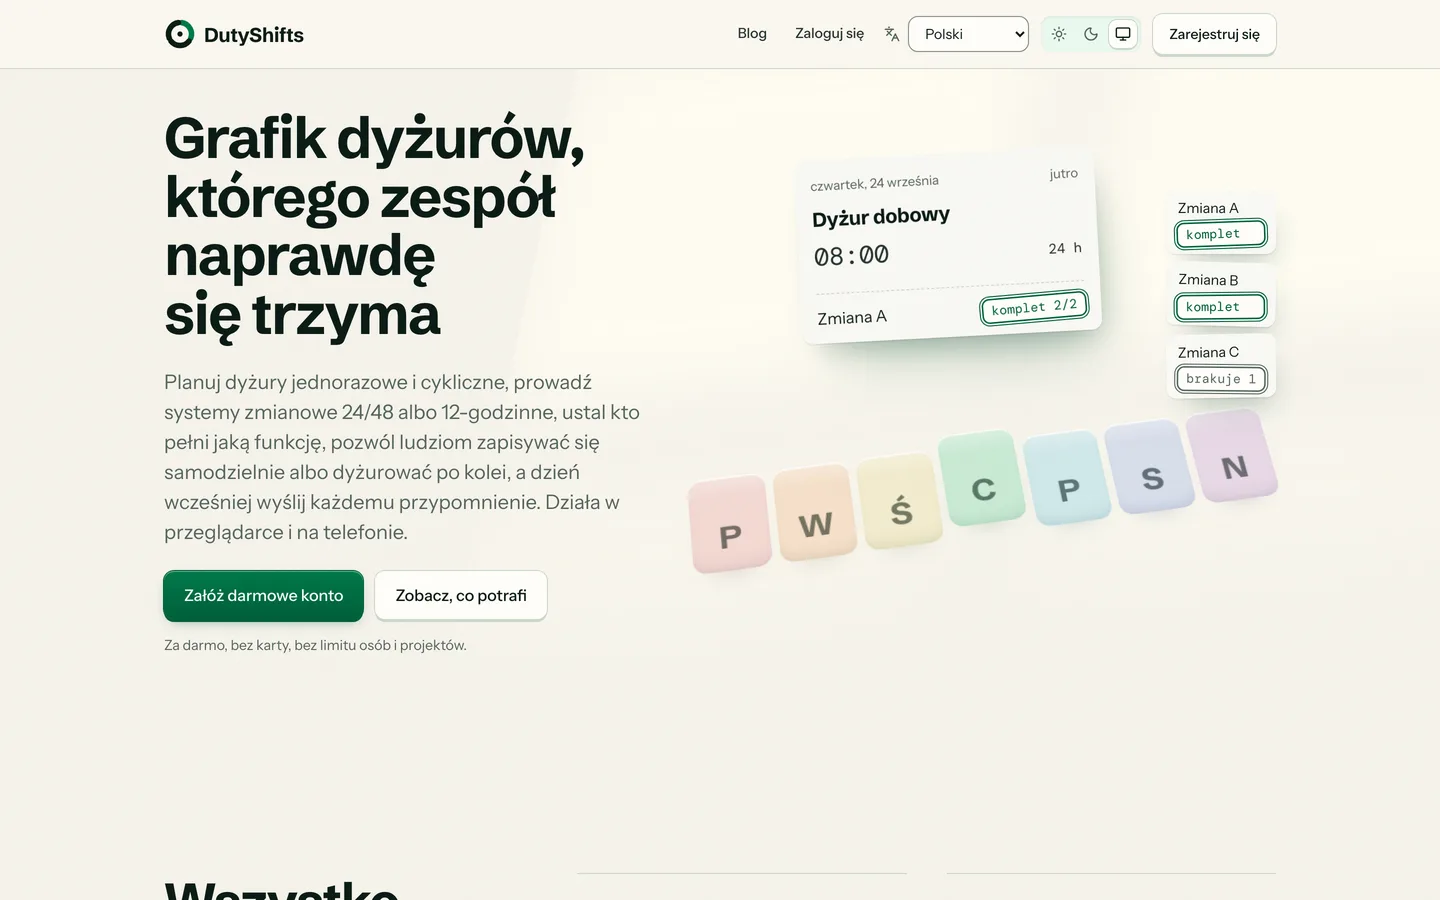 DutyShifts
Blog
Zaloguj się
Polski
Zarejestruj się
Grafik dyżurów,
którego zespół
naprawdę
się trzyma
Planuj dyżury jednorazowe i cykliczne, prowadź
systemy zmianowe 24/48 albo 12-godzinne, ustal kto
pełni jaką funkcję, pozwól ludziom zapisywać się
samodzielnie albo dyżurować po kolei, a dzień
wcześniej wyślij każdemu przypomnienie. Działa w
przeglądarce i na telefonie.
Załóż darmowe konto
Zobacz, co potrafi
Za darmo, bez karty, bez limitu osób i projektów.
czwartek, 24 września
jutro
Dyżur dobowy
08:00
24 h
Zmiana A
komplet 2/2
Zmiana A
komplet
Zmiana B
komplet
Zmiana C
brakuje 1
P W Ś C P S N
Wszystko